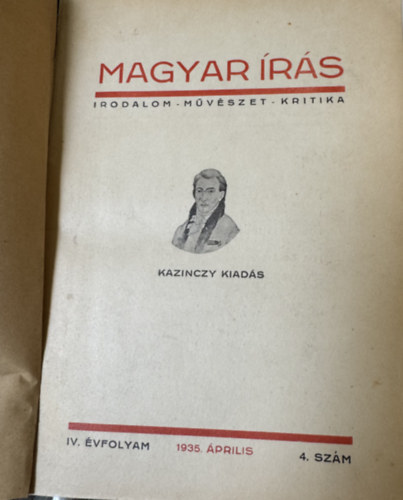 MAGYAR ÍRÁS
IRODALOM - MŰVÉSZET - KRITIKA
KAZINCZY KIADÁS
IV. ÉVFOLYAM 1935. ÁPRILIS 4. SZÁM